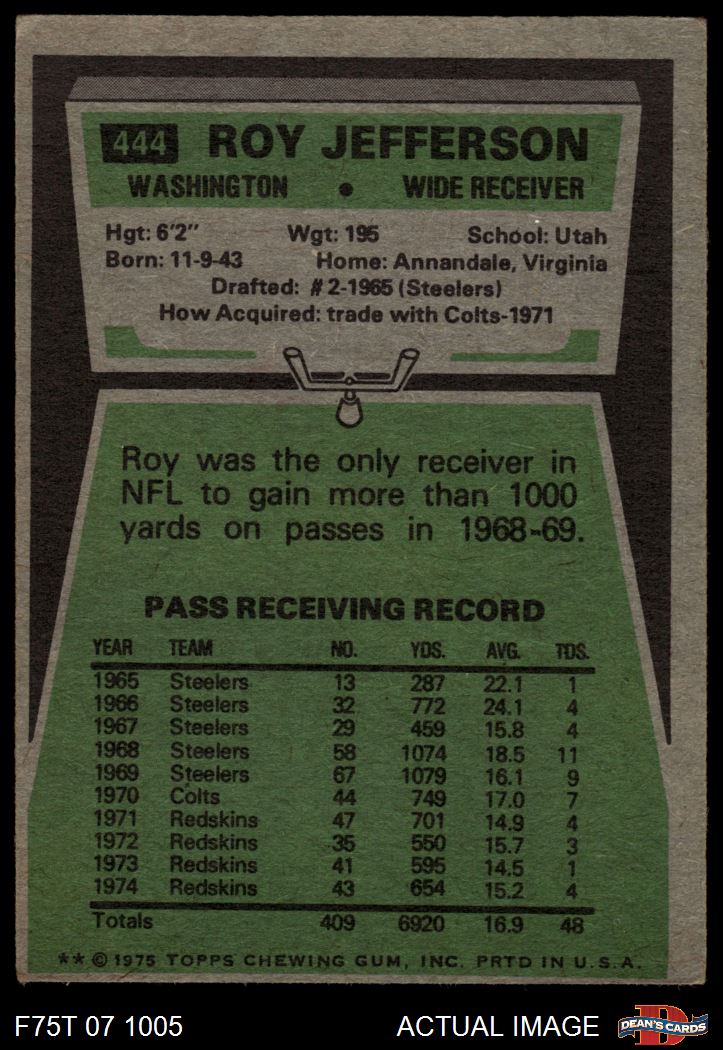 444 ROY JEFFERSON
WASHINGTON • WIDE RECEIVER
Hgt: 6'2" Wgt: 195 School: Utah
Born: 11-9-43 Home: Annandale, Virginia
Drafted: #2-1965 (Steelers)
How Acquired: trade with Colts-1971
Roy was the only receiver in
NFL to gain more than 1000
yards on passes in 1968-69.
PASS RECEIVING RECORD
YEAR TEAM NO. YDS. AVG. TDS.
1965 Steelers 13 287 22.1 1
1966 Steelers 32 772 24.1 4
1967 Steelers 29 459 15.8 4
1968 Steelers 58 1074 18.5 11
1969 Steelers 67 1079 16.1 9
1970 Colts 44 749 17.0 7
1971 Redskins 47 701 14.9 4
1972 Redskins 35 550 15.7 3
1973 Redskins 41 595 14.5 1
1974 Redskins 43 654 15.2 4
Totals 409 6920 16.9 48
** © 1975 TOPPS CHEWING GUM, INC. PRTD IN U.S.A.
F75T 07 1005 ACTUAL IMAGE D DEAN'S CARDS